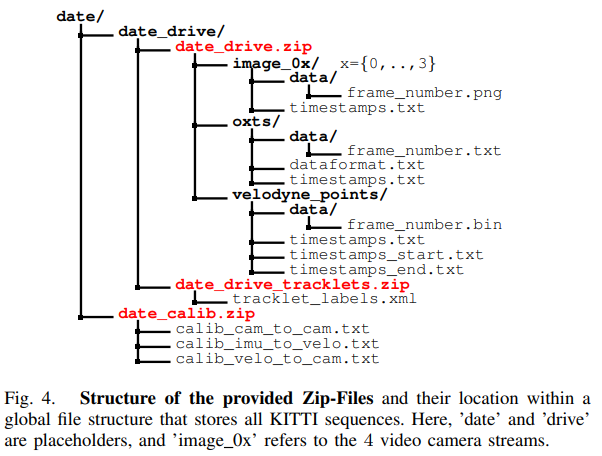 date/
date_drive/
date_drive.zip
image_0x/ x={0,..,3}
data/
frame_number.png
timestamps.txt
oxts/
data/
frame_number.txt
dataformat.txt
timestamps.txt
velodyne_points/
data/
frame_number.bin
timestamps.txt
timestamps_start.txt
timestamps_end.txt
date_drive_tracklets.zip
tracklet_labels.xml
date_calib.zip
calib_cam_to_cam.txt
calib_imu_to_velo.txt
calib_velo_to_cam.txt
Fig. 4. Structure of the provided Zip-Files and their location within a
global file structure that stores all KITTI sequences. Here, ’date’ and ’drive’
are placeholders, and ’image_0x’ refers to the 4 video camera streams.